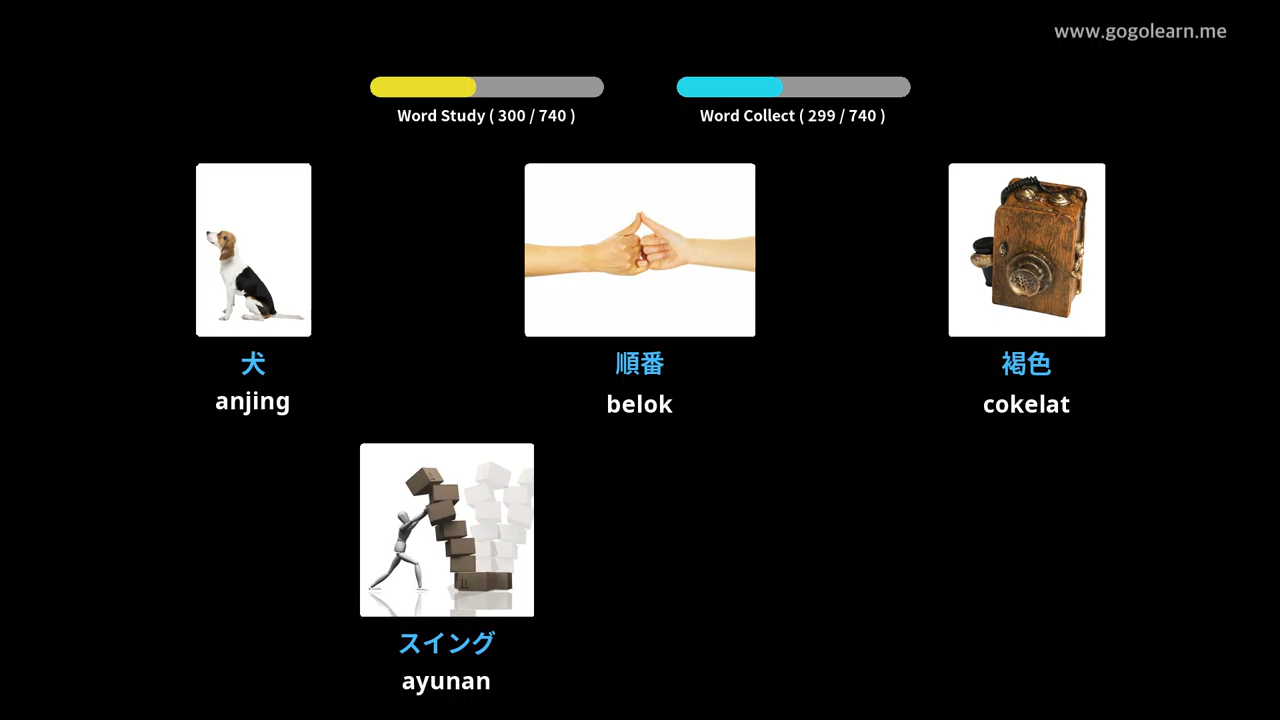 www.gogolearn.me
Word Study ( 300 / 740 )
Word Collect ( 299 / 740 )
犬
anjing
順番
belok
褐色
cokelat
スイング
ayunan